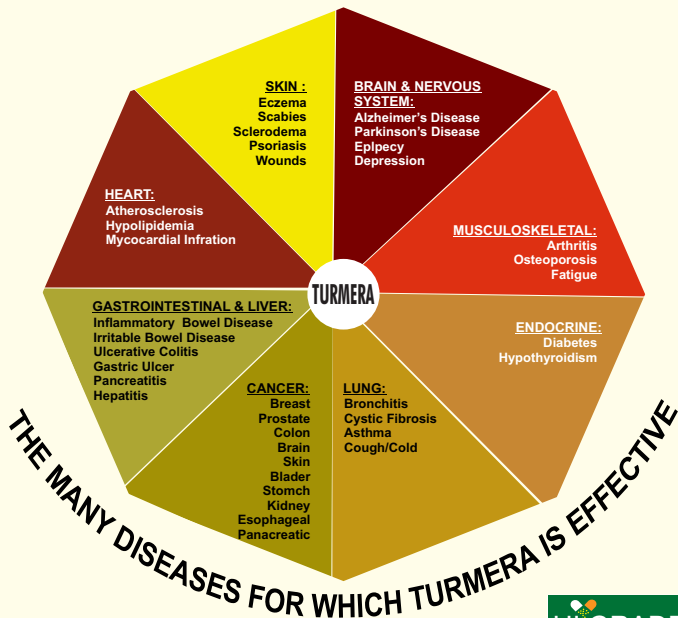 SKIN :
Eczema
Scabies
Sclerodema
Psoriasis
Wounds
BRAIN & NERVOUS
SYSTEM:
Alzheimer's Disease
Parkinson's Disease
Eplpecy
Depression
HEART:
Atherosclerosis
Hypolipidemia
Mycocardial Infration
MUSCULOSKELETAL:
Arthritis
Osteoporosis
Fatigue
TURMERA
GASTROINTESTINAL & LIVER:
Inflammatory Bowel Disease
Irritable Bowel Disease
Ulcerative Colitis
Gastric Ulcer
Pancreatitis
Hepatitis
ENDOCRINE:
Diabetes
Hypothyroidism
CANCER:
Breast
Prostate
Colon
Brain
Skin
Blader
Stomch
Kidney
Esophageal
Panacreatic
LUNG:
Bronchitis
Cystic Fibrosis
Asthma
Cough/Cold
THE MANY DISEASES FOR WHICH TURMERA IS EFFECTIVE